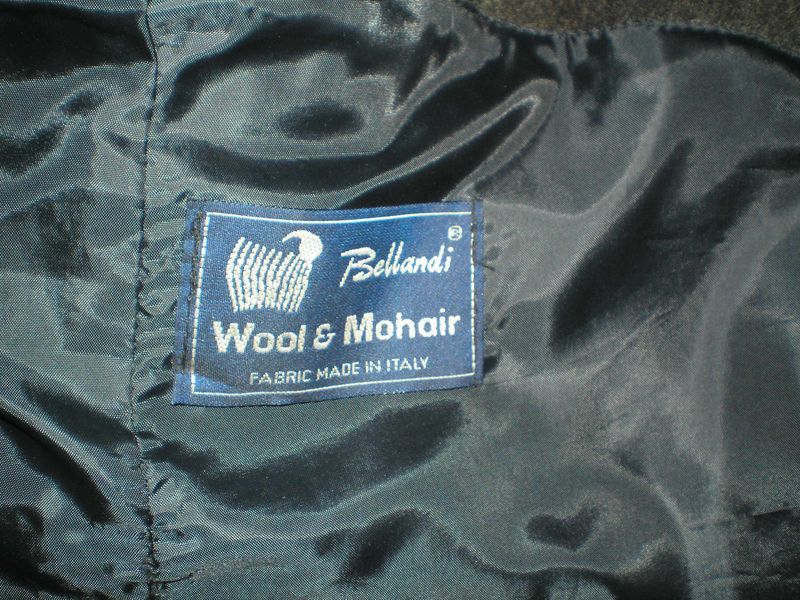 Bellandi ®
Wool & Mohair
FABRIC MADE IN ITALY